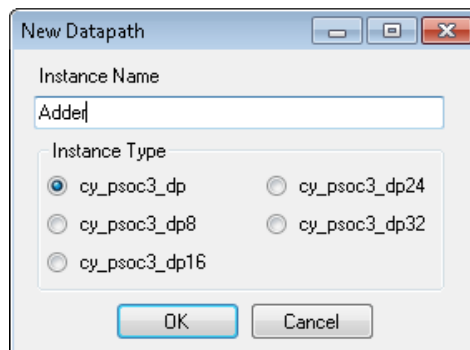 New Datapath
Instance Name
Adder
Instance Type
cy_psoc3_dp cy_psoc3_dp24
cy_psoc3_dp8 cy_psoc3_dp32
cy_psoc3_dp16
OK Cancel